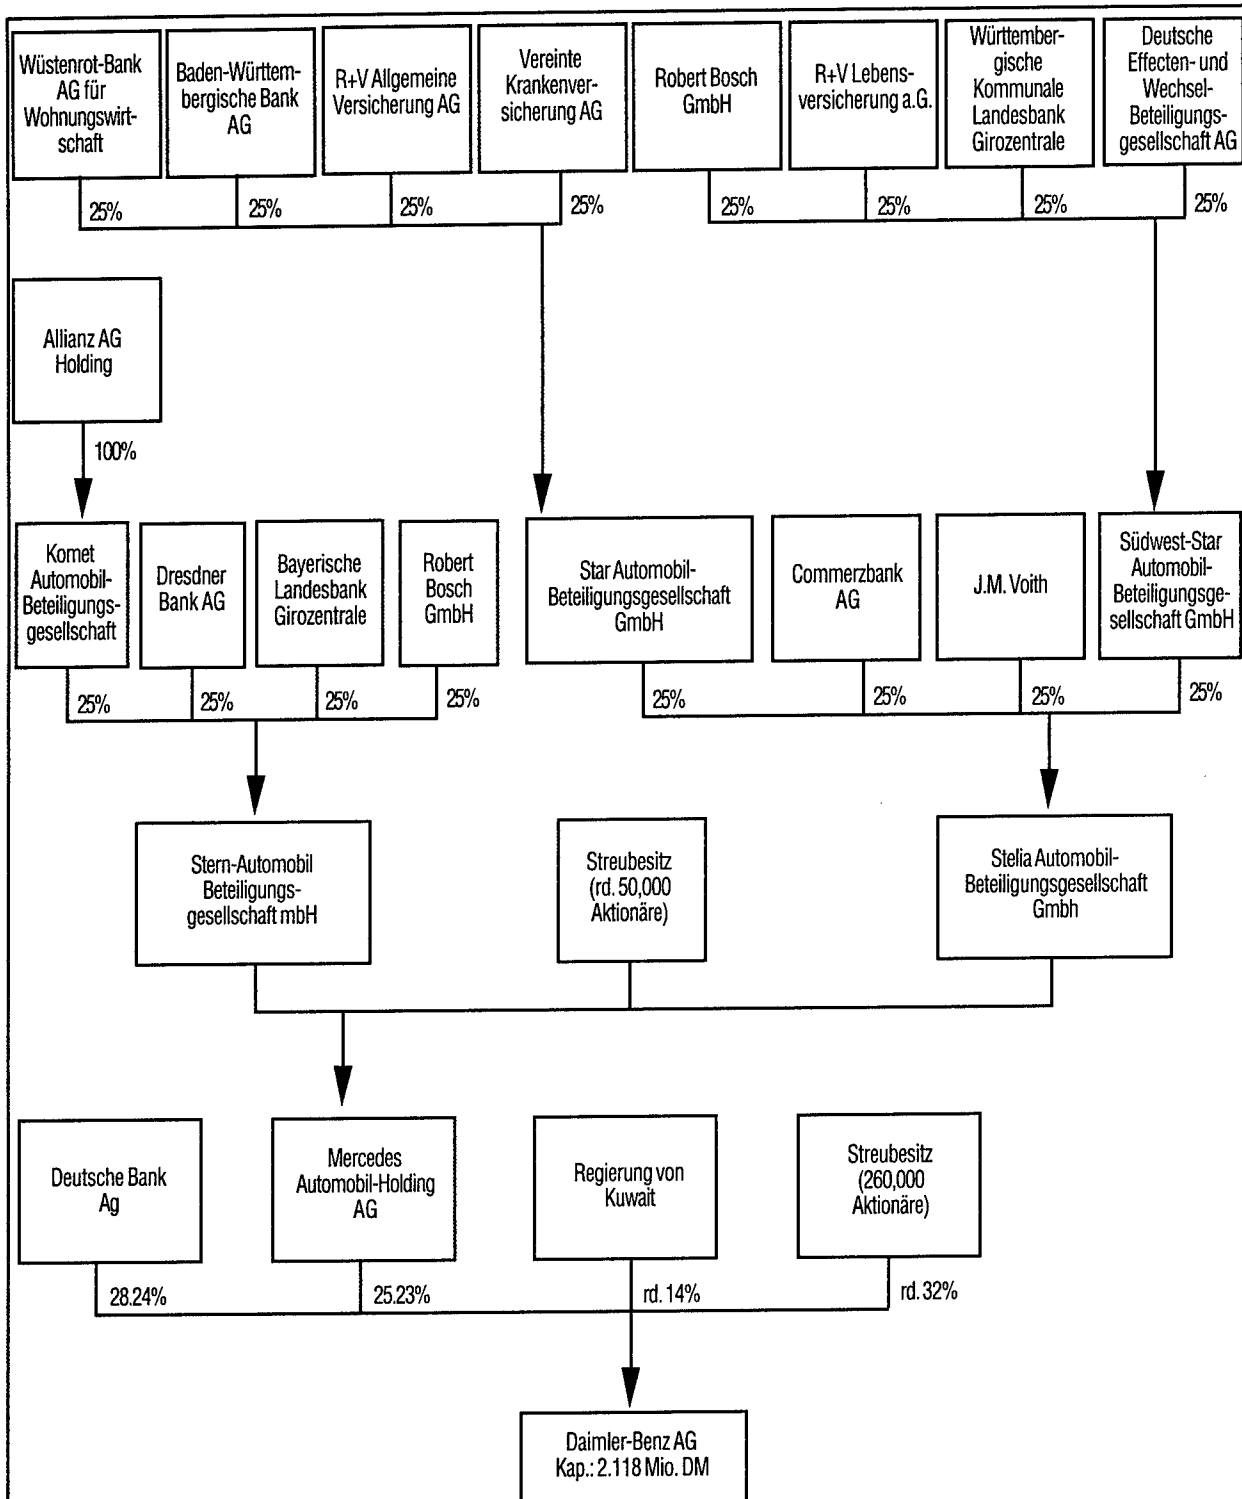 Wüstenrot-Bank
AG für
Wohnungswirt-
schaft
Baden-Württem-
bergische Bank
AG
R+V Allgemeine
Versicherung AG
Vereinte
Krankenver-
sicherung AG
Robert Bosch
GmbH
R+V Lebens-
versicherung a.G.
Württember-
gische
Kommunale
Landesbank
Girozentrale
Deutsche
Effecten- und
Wechsel-
Beteiligungs-
gesellschaft AG
25%
25%
25%
25%
25%
25%
25%
25%
Allianz AG
Holding
100%
Komet
Automobil-
Beteiligungs-
gesellschaft
Dresdner
Bank AG
Bayerische
Landesbank
Girozentrale
Robert
Bosch
GmbH
Star Automobil-
Beteiligungsgesellschaft
GmbH
Commerzbank
AG
J.M. Voith
Südwest-Star
Automobil-
Beteiligungsge-
sellschaft GmbH
25%
25%
25%
25%
25%
25%
25%
25%
Stern-Automobil
Beteiligungs-
gesellschaft mbH
Streubesitz
(rd. 50,000
Aktionäre)
Stelia Automobil-
Beteiligungsgesellschaft
Gmbh
Deutsche Bank
Ag
Mercedes
Automobil-Holding
AG
Regierung von
Kuwait
Streubesitz
(260,000
Aktionäre)
28.24%
25.23%
rd. 14%
rd. 32%
Daimler-Benz AG
Kap.: 2.118 Mio. DM